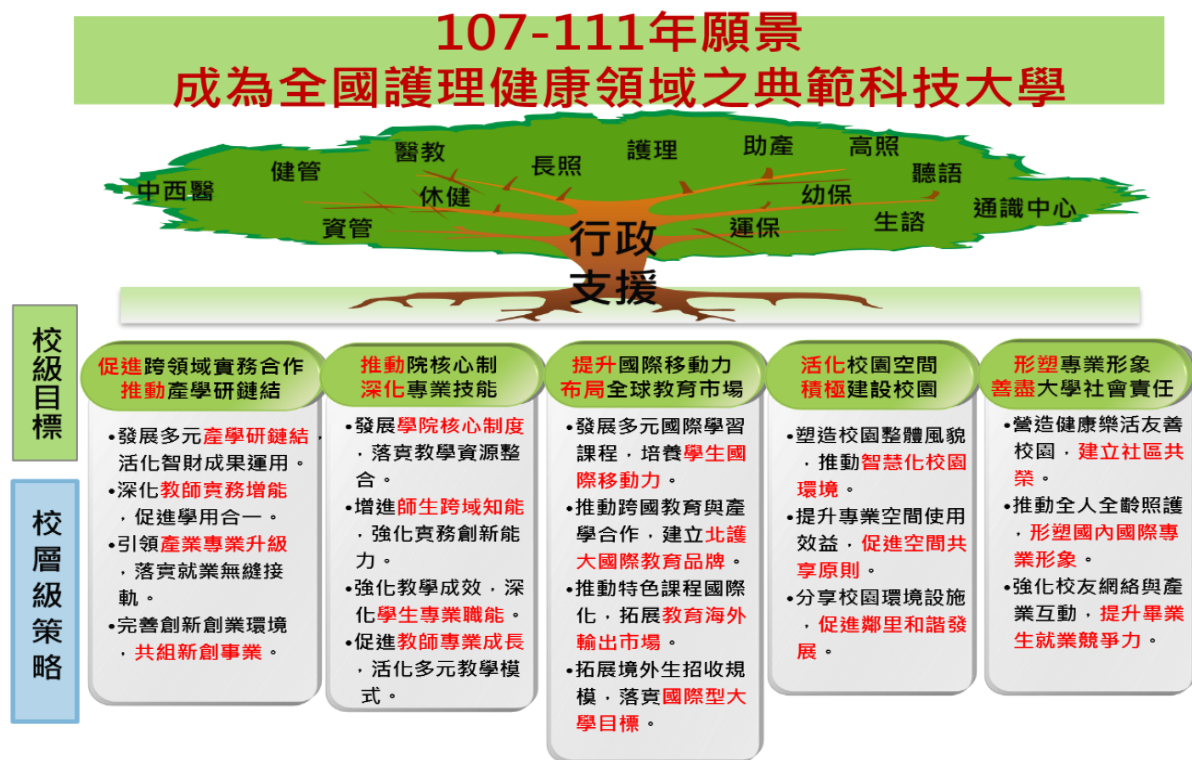 107-111年願景
成為全國護理健康領域之典範科技大學
中西醫
健管
醫教
長照
護理
助產
高照
聽語
休健
幼保
通識中心
資管
運保
生諮
行政
支援
校級目標
校層級策略
促進跨領域實務合作
推動產學研鏈結
•發展多元產學研鏈結，
活化智財成果運用。
•深化教師實務增能
，促進學用合一。
•引領產業專業升級
，落實就業無縫接
軌。
•完善創新創業環境
，共組新創事業。
推動院核心制
深化專業技能
•發展學院核心制度
，落實教學資源整
合。
•增進師生跨域知能
，強化實務創新能
力。
•強化教學成效，深
化學生專業職能。
•促進教師專業成長
，活化多元教學模
式。
提升國際移動力
布局全球教育市場
•發展多元國際學習
課程，培養學生國
際移動力。
•推動跨國教育與產
學合作，建立北護
大國際教育品牌。
•推動特色課程國際
化，拓展教育海外
輸出市場。
•拓展境外生招收規
模，落實國際型大
學目標。
活化校園空間
積極建設校園
•塑造校園整體風貌
，推動智慧化校園
環境。
•提升專業空間使用
效益，促進空間共
享原則。
•分享校園環境設施
，促進鄰里和諧發
展。
形塑專業形象
善盡大學社會責任
•營造健康樂活友善
校園，建立社區共
榮。
•推動全人全齡照護
，形塑國內國際專
業形象。
•強化校友網絡與產
業互動，提升畢業
生就業競爭力。